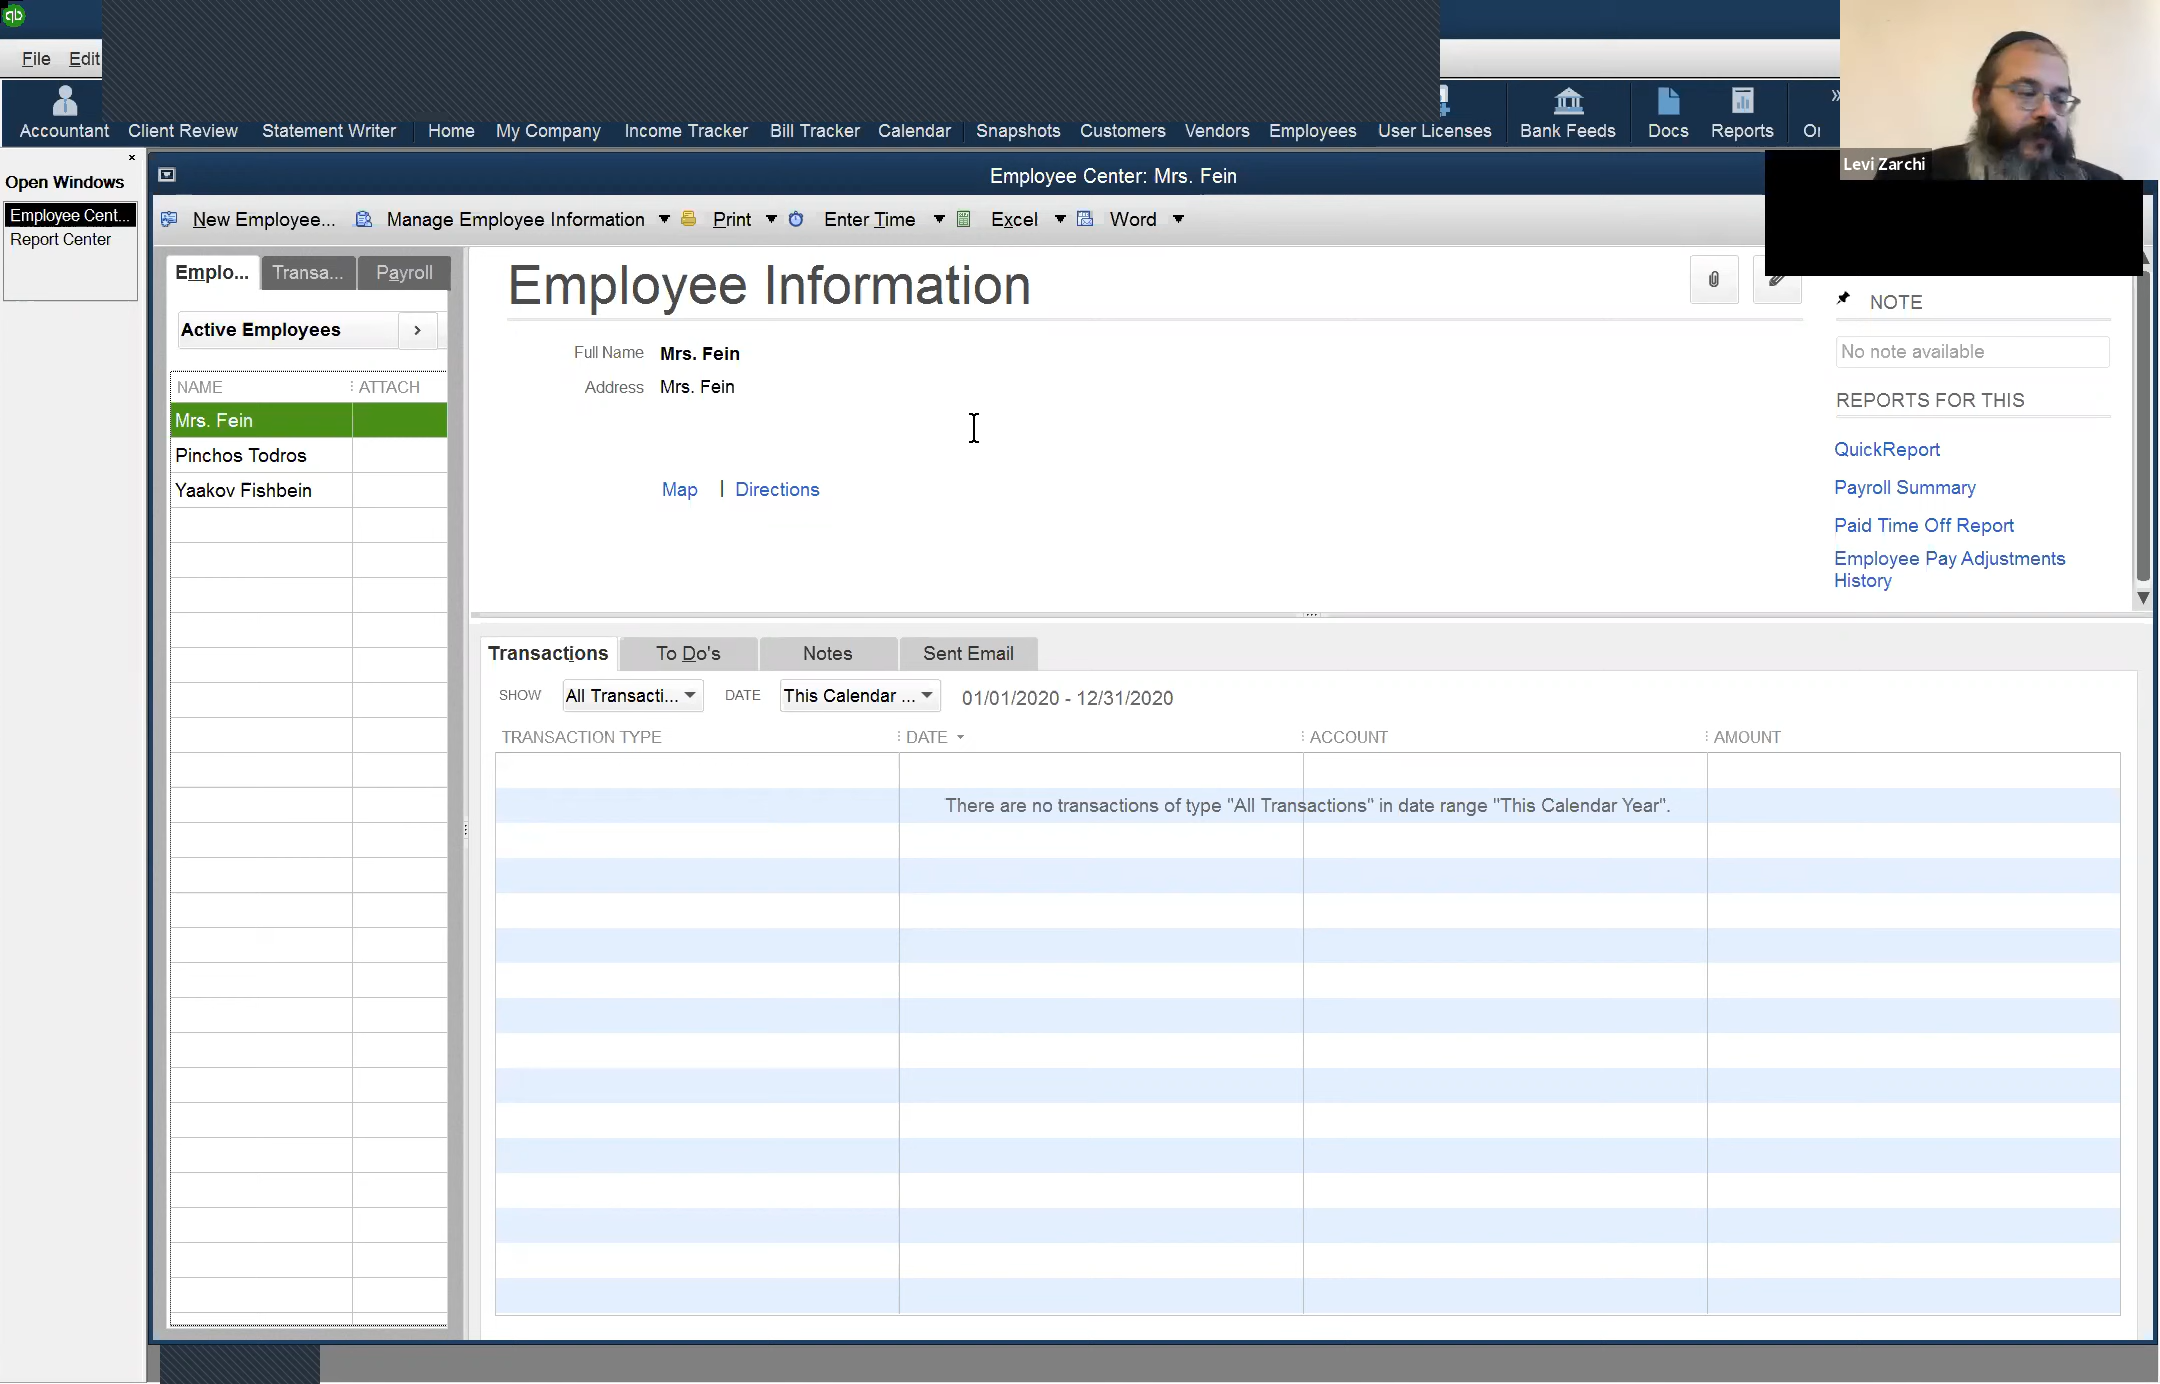 qb
File Edit
Accountant Client Review Statement Writer Home My Company Income Tracker Bill Tracker Calendar Snapshots Customers Vendors Employees User Licenses Bank Feeds Docs Reports
Levi Zarchi
Open Windows
Employee Cent...
Report Center
Employee Center: Mrs. Fein
New Employee... Manage Employee Information Print Enter Time Excel Word
Emplo... Transa... Payroll
Active Employees
NAME ATTACH
Mrs. Fein
Pinchos Todros
Yaakov Fishbein
Employee Information
Full Name Mrs. Fein
Address Mrs. Fein
Map | Directions
NOTE
No note available
REPORTS FOR THIS
QuickReport
Payroll Summary
Paid Time Off Report
Employee Pay Adjustments
History
Transactions To Do's Notes Sent Email
SHOW All Transacti... DATE This Calendar ... 01/01/2020 - 12/31/2020
TRANSACTION TYPE DATE ACCOUNT AMOUNT
There are no transactions of type "All Transactions" in date range "This Calendar Year".